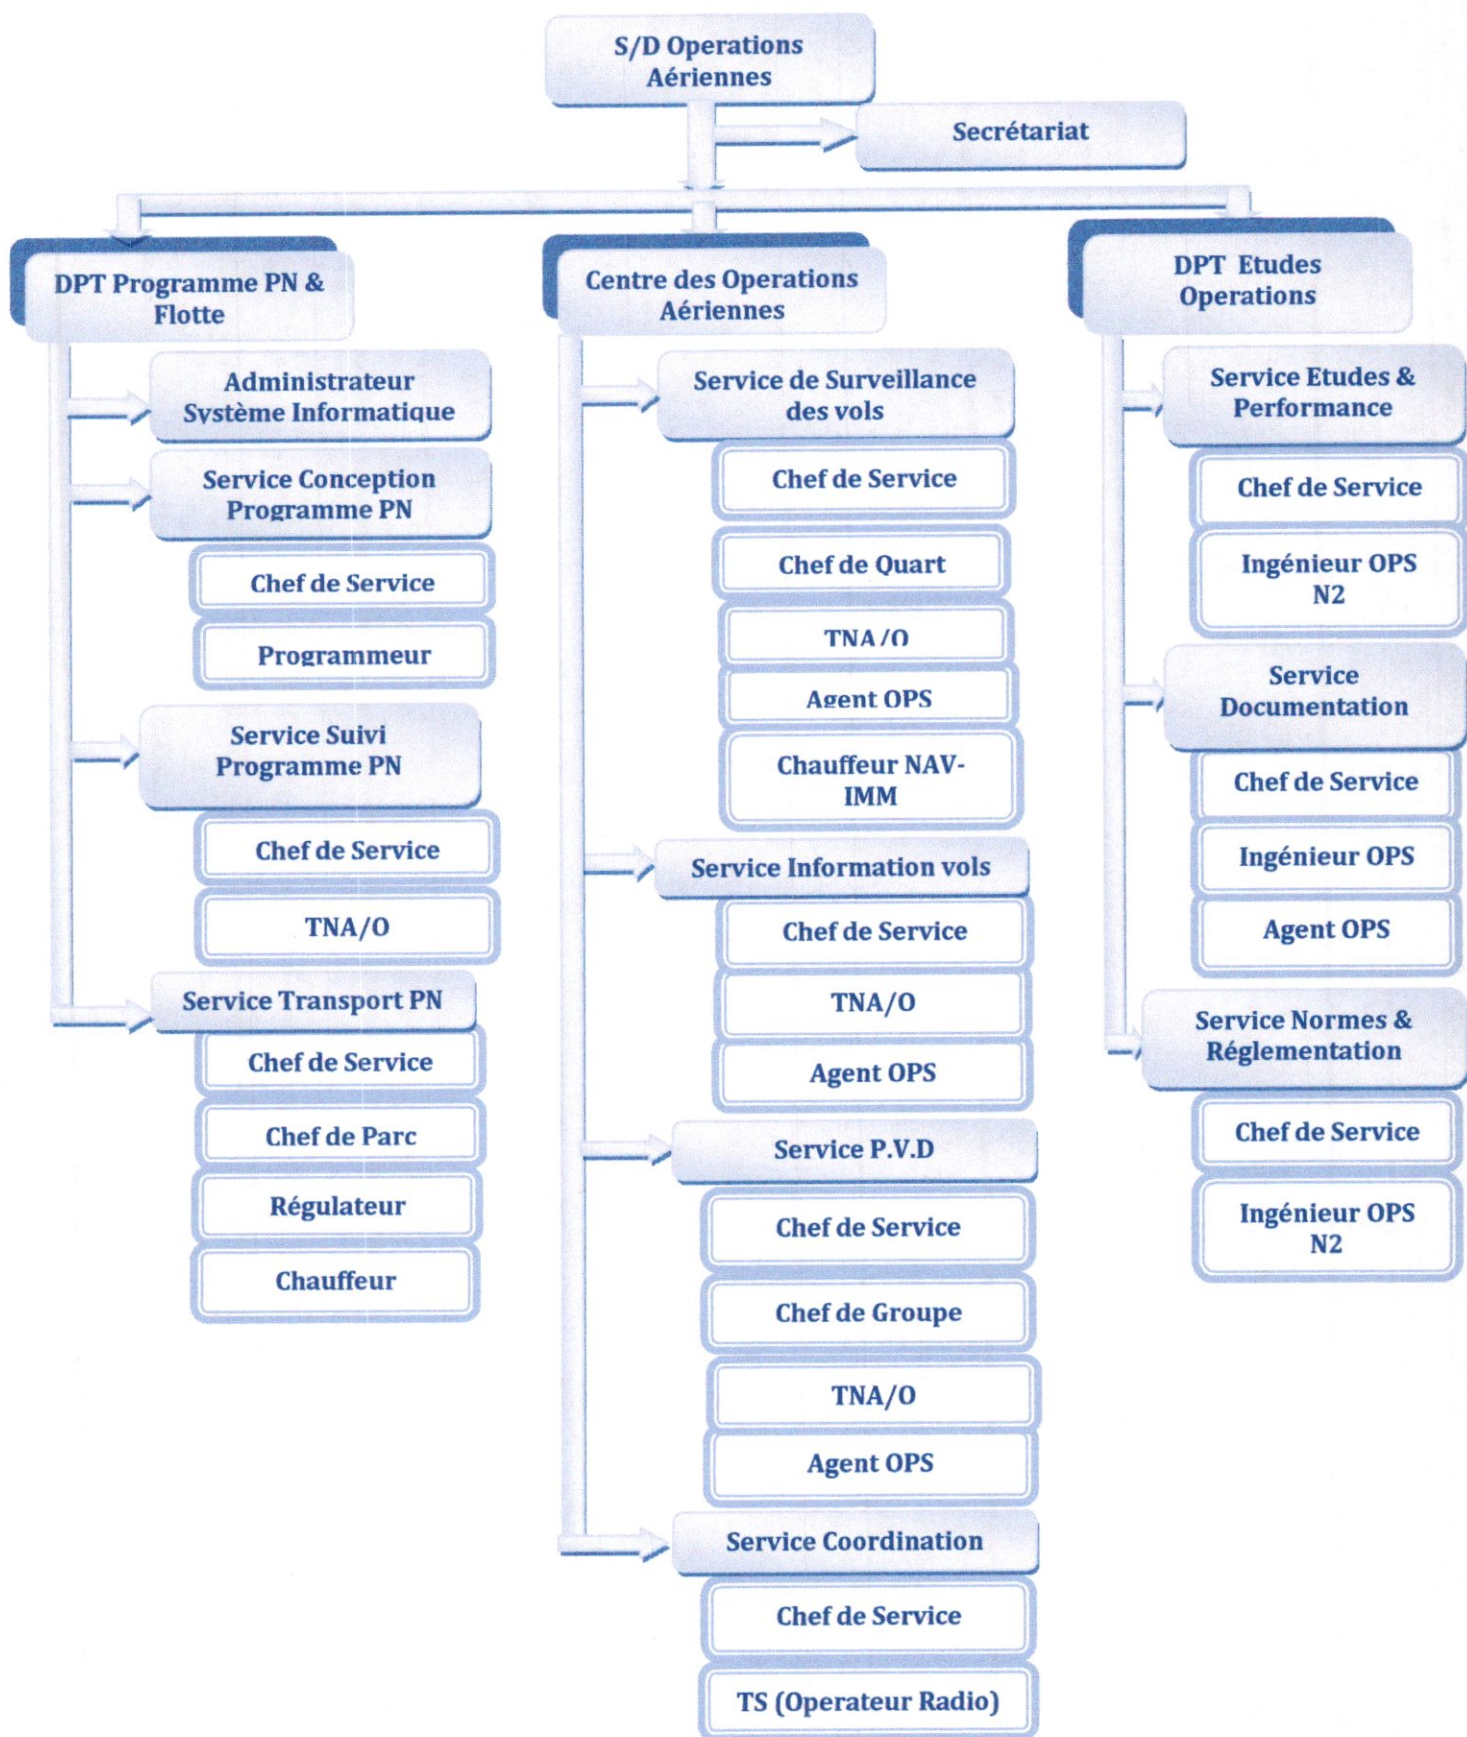 S/D Operations
Aériennes
Secrétariat
DPT Programme PN &
Flotte
Administrateur
Système Informatique
Service Conception
Programme PN
Chef de Service
Programmeur
Service Suivi
Programme PN
Chef de Service
TNA/O
Service Transport PN
Chef de Service
Chef de Parc
Régulateur
Chauffeur
Centre des Operations
Aériennes
Service de Surveillance
des vols
Chef de Service
Chef de Quart
TNA/O
Agent OPS
Chauffeur NAV-
IMM
Service Information vols
Chef de Service
TNA/O
Agent OPS
Service P.V.D
Chef de Service
Chef de Groupe
TNA/O
Agent OPS
Service Coordination
Chef de Service
TS (Operateur Radio)
DPT Etudes
Operations
Service Etudes &
Performance
Chef de Service
Ingénieur OPS
N2
Service
Documentation
Chef de Service
Ingénieur OPS
Agent OPS
Service Normes &
Réglementation
Chef de Service
Ingénieur OPS
N2